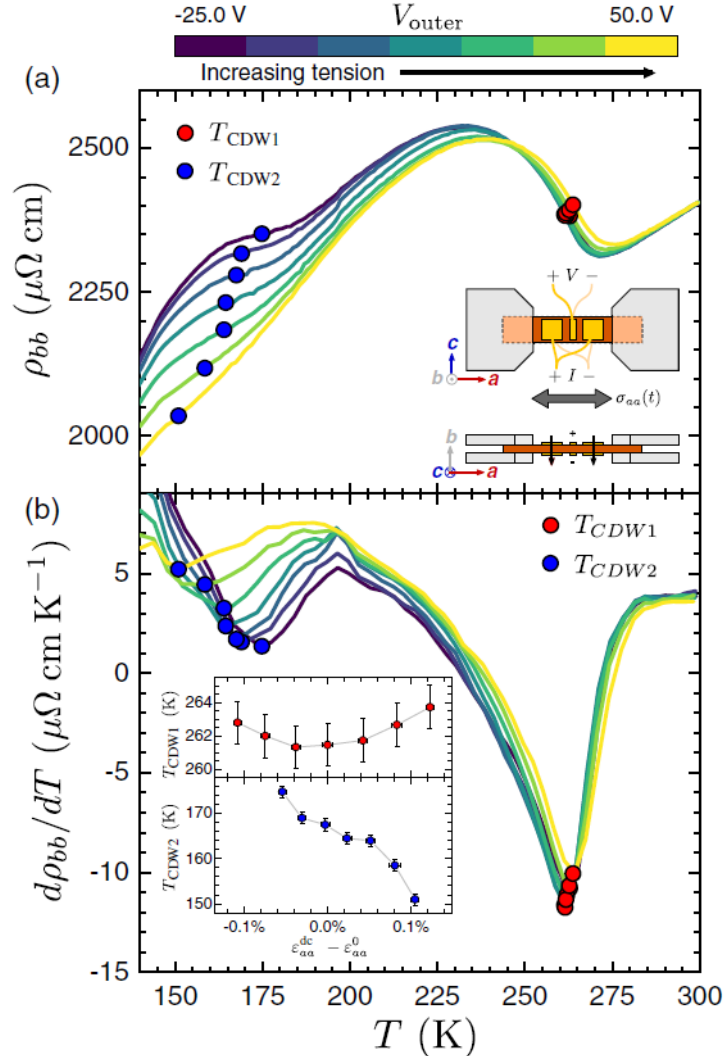 -25.0 V
V_outer
50.0 V
Increasing tension
(a)
T_CDW1
T_CDW2
2500
2250
2000
ρ_bb (μΩ cm)
+ V −
+ I −
c
b
a
σ_aa(t)
+
-
b
c
a
(b)
T_CDW1
T_CDW2
5
0
-5
-10
-15
dρ_bb/dT (μΩ cm K⁻¹)
264
262
260
T_CDW1 (K)
170
160
150
T_CDW2 (K)
-0.1%
0.0%
0.1%
ε_aa^dc − ε_aa^0
150
175
200
225
250
275
300
T (K)